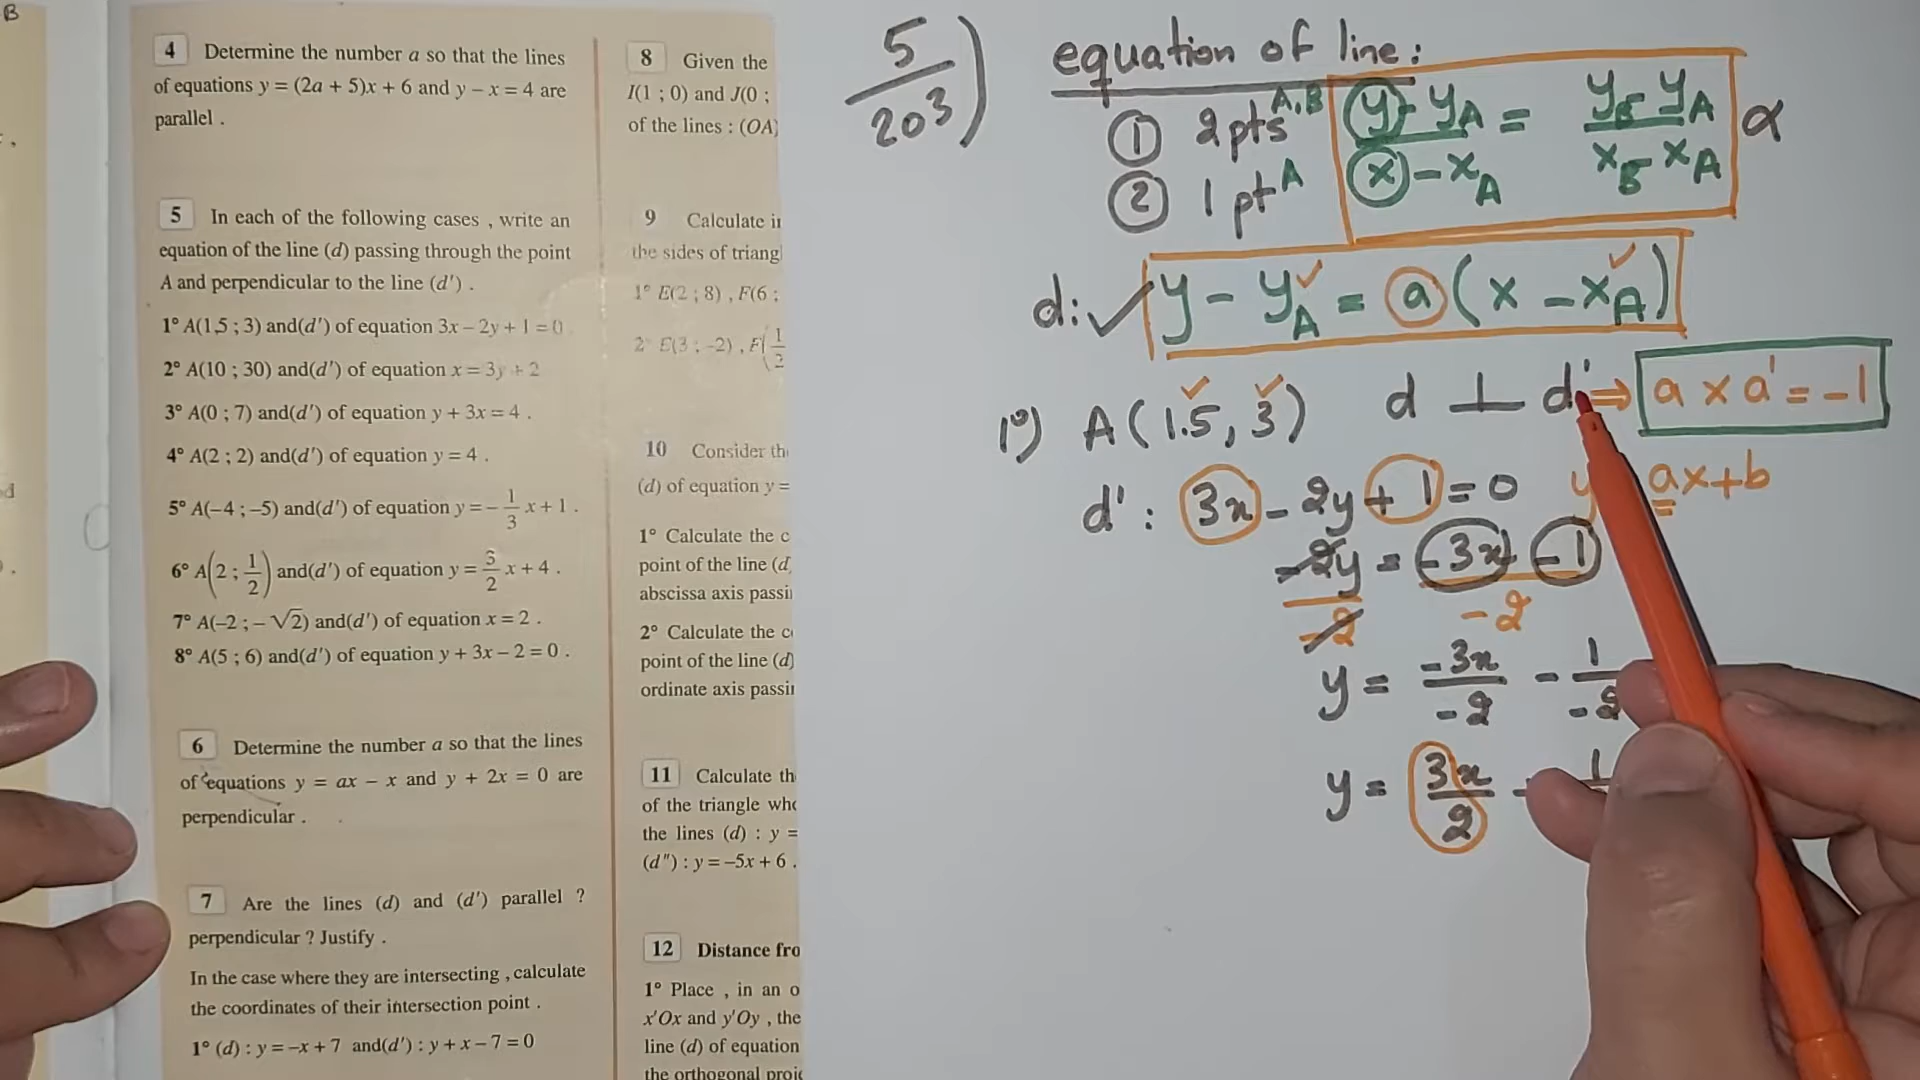 B
4 Determine the number a so that the lines
of equations y = (2a + 5)x + 6 and y – x = 4 are
parallel .
5 In each of the following cases , write an
equation of the line (d) passing through the point
A and perpendicular to the line (d') .
1° A(1,5 ; 3) and(d') of equation 3x – 2y + 1 = 0
2° A(10 ; 30) and(d') of equation x = 3y + 2
3° A(0 ; 7) and(d') of equation y + 3x = 4 .
4° A(2 ; 2) and(d') of equation y = 4 .
5° A(–4 ; –5) and(d') of equation y = – 1/3 x + 1 .
6° A(2 ; 1/2) and(d') of equation y = 3/2 x + 4 .
7° A(–2 ; – √2) and(d') of equation x = 2 .
8° A(5 ; 6) and(d') of equation y + 3x – 2 = 0 .
6 Determine the number a so that the lines
of equations y = ax – x and y + 2x = 0 are
perpendicular .
7 Are the lines (d) and (d') parallel ?
perpendicular ? Justify .
In the case where they are intersecting , calculate
the coordinates of their intersection point .
1° (d) : y = –x + 7 and(d') : y + x – 7 = 0
8 Given the
I(1 ; 0) and J(0 ;
of the lines : (OA)
9 Calculate
the sides of
1° E(2 ; 8) , F(6 ;
2° E(3 ; –2) , F(1/2
10 Consider
(d) of equation y =
1° Calculate the
point of the line (d
abscissa axis
2° Calculate the
point of the line (d)
ordinate axis
11 Calculate
of the triangle
the lines (d) : y =
(d") : y = –5x + 6 .
12 Distance
1° Place , in an
x'Ox and y'Oy , the
line (d) of equation
the orthogonal
5/203)
equation of line:
① 2pts A,B
y - yA / x - xA = yB - yA / xB - xA
② 1 pt A
d: ✓ y - yA = a (x - xA)
1°) A(1.5, 3) d ⊥ d' ⇒ a × a' = -1
d' : 3x - 2y + 1 = 0 ax+b
-2y / -2 = -3x - 1 / -2
y = -3x/-2 - 1/-2
y = 3x/2